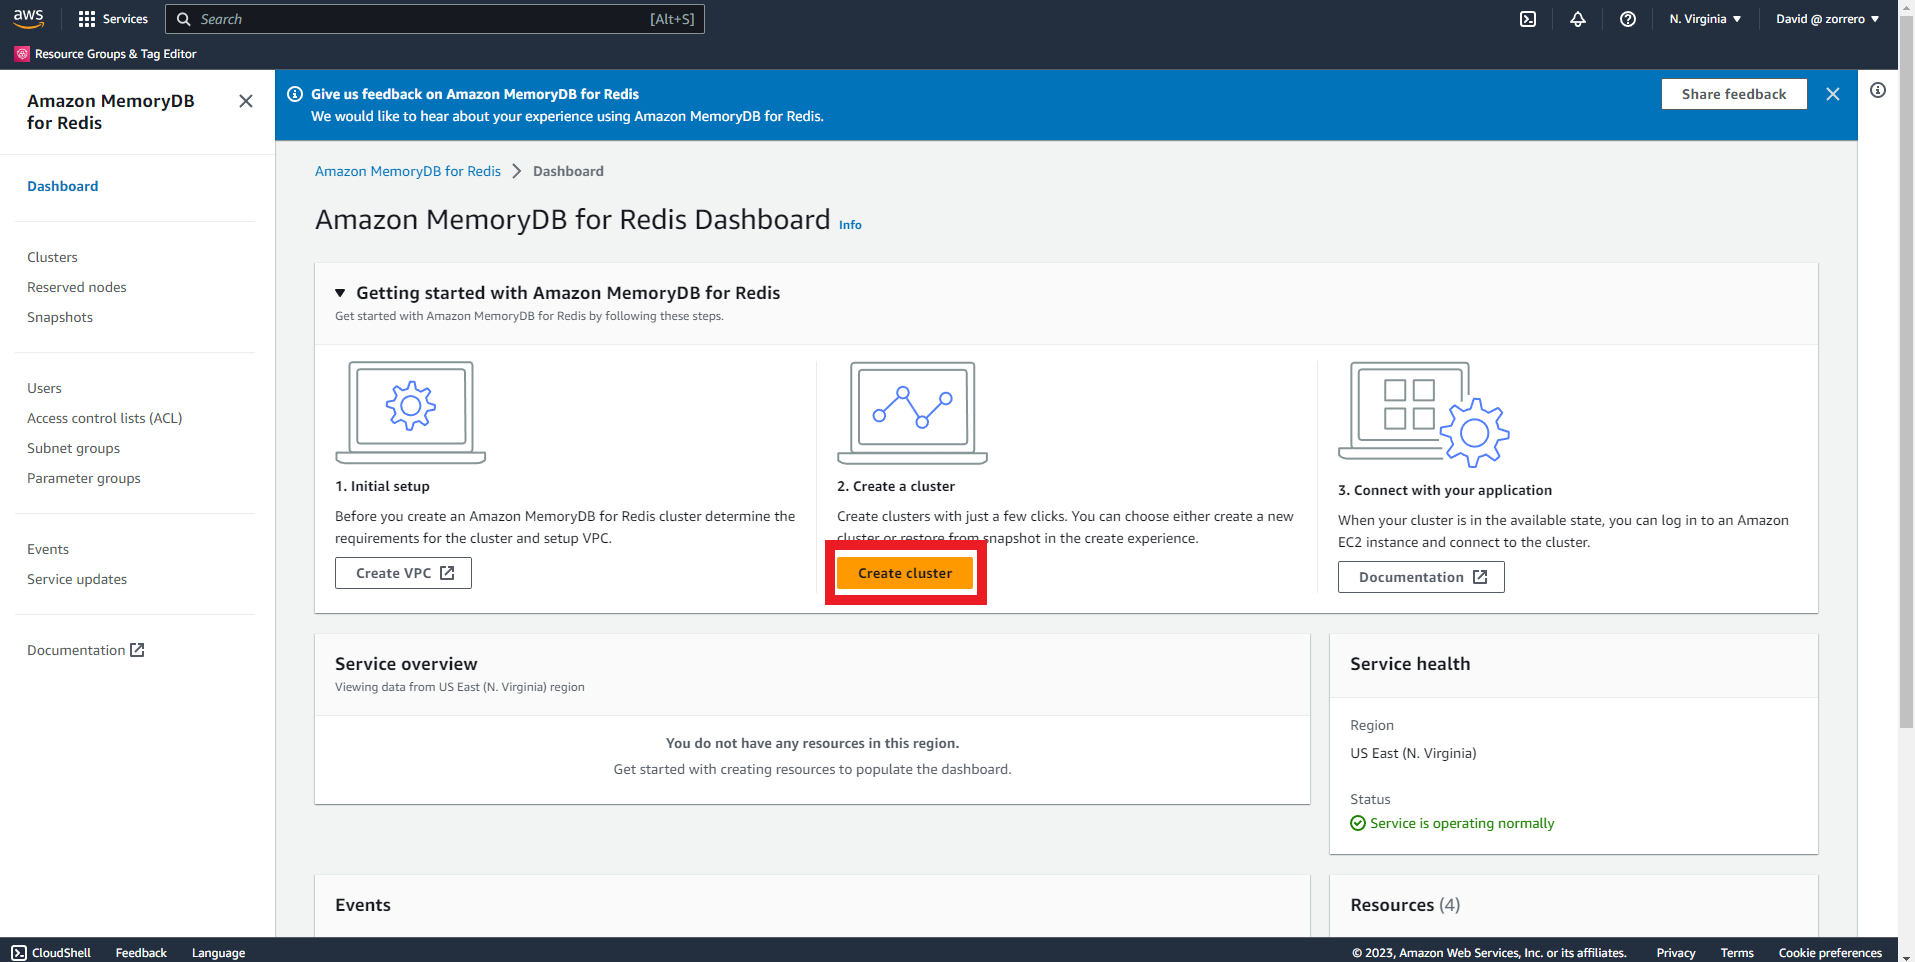 aws
Services
Search
[Alt+S]
N. Virginia
David @ zorrero
Resource Groups & Tag Editor
Amazon MemoryDB
for Redis
Dashboard
Clusters
Reserved nodes
Snapshots
Users
Access control lists (ACL)
Subnet groups
Parameter groups
Events
Service updates
Documentation
Give us feedback on Amazon MemoryDB for Redis
We would like to hear about your experience using Amazon MemoryDB for Redis.
Share feedback
Amazon MemoryDB for Redis
Dashboard
Amazon MemoryDB for Redis Dashboard Info
Getting started with Amazon MemoryDB for Redis
Get started with Amazon MemoryDB for Redis by following these steps.
1. Initial setup
Before you create an Amazon MemoryDB for Redis cluster determine the
requirements for the cluster and setup VPC.
Create VPC
2. Create a cluster
Create clusters with just a few clicks. You can choose either create a new
cluster or restore from snapshot in the create experience.
Create cluster
3. Connect with your application
When your cluster is in the available state, you can log in to an Amazon
EC2 instance and connect to the cluster.
Documentation
Service overview
Viewing data from US East (N. Virginia) region
You do not have any resources in this region.
Get started with creating resources to populate the dashboard.
Service health
Region
US East (N. Virginia)
Status
Service is operating normally
Events
Resources (4)
CloudShell
Feedback
Language
© 2023, Amazon Web Services, Inc. or its affiliates.
Privacy
Terms
Cookie preferences